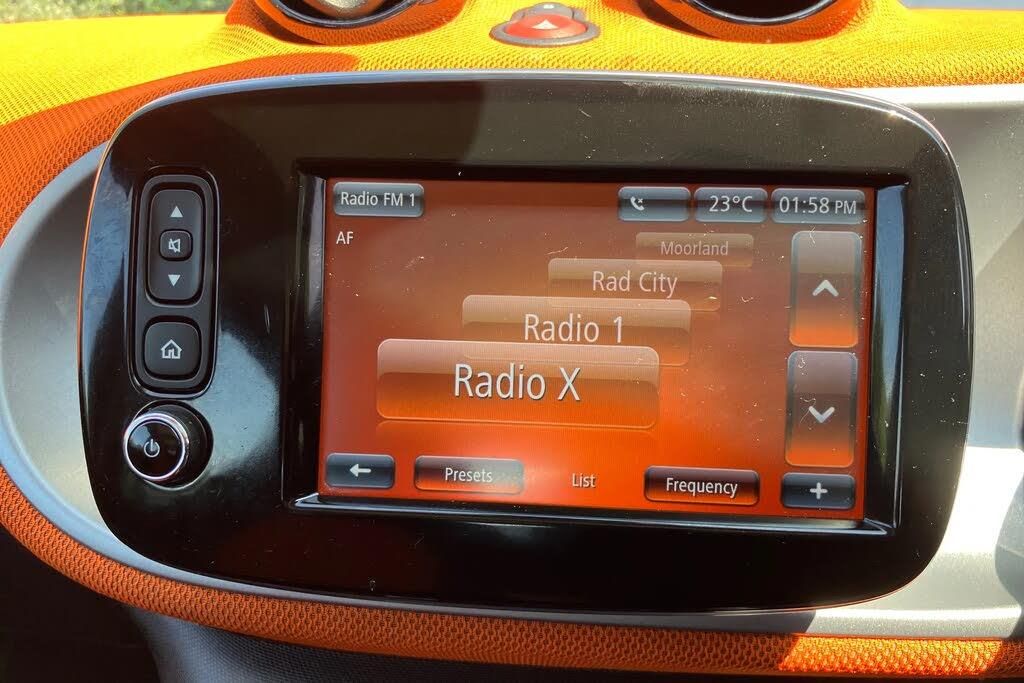 Radio FM 1
23°C
01:58 PM
AF
Moorland
Rad City
Radio 1
Radio X
Presets
List
Frequency
+